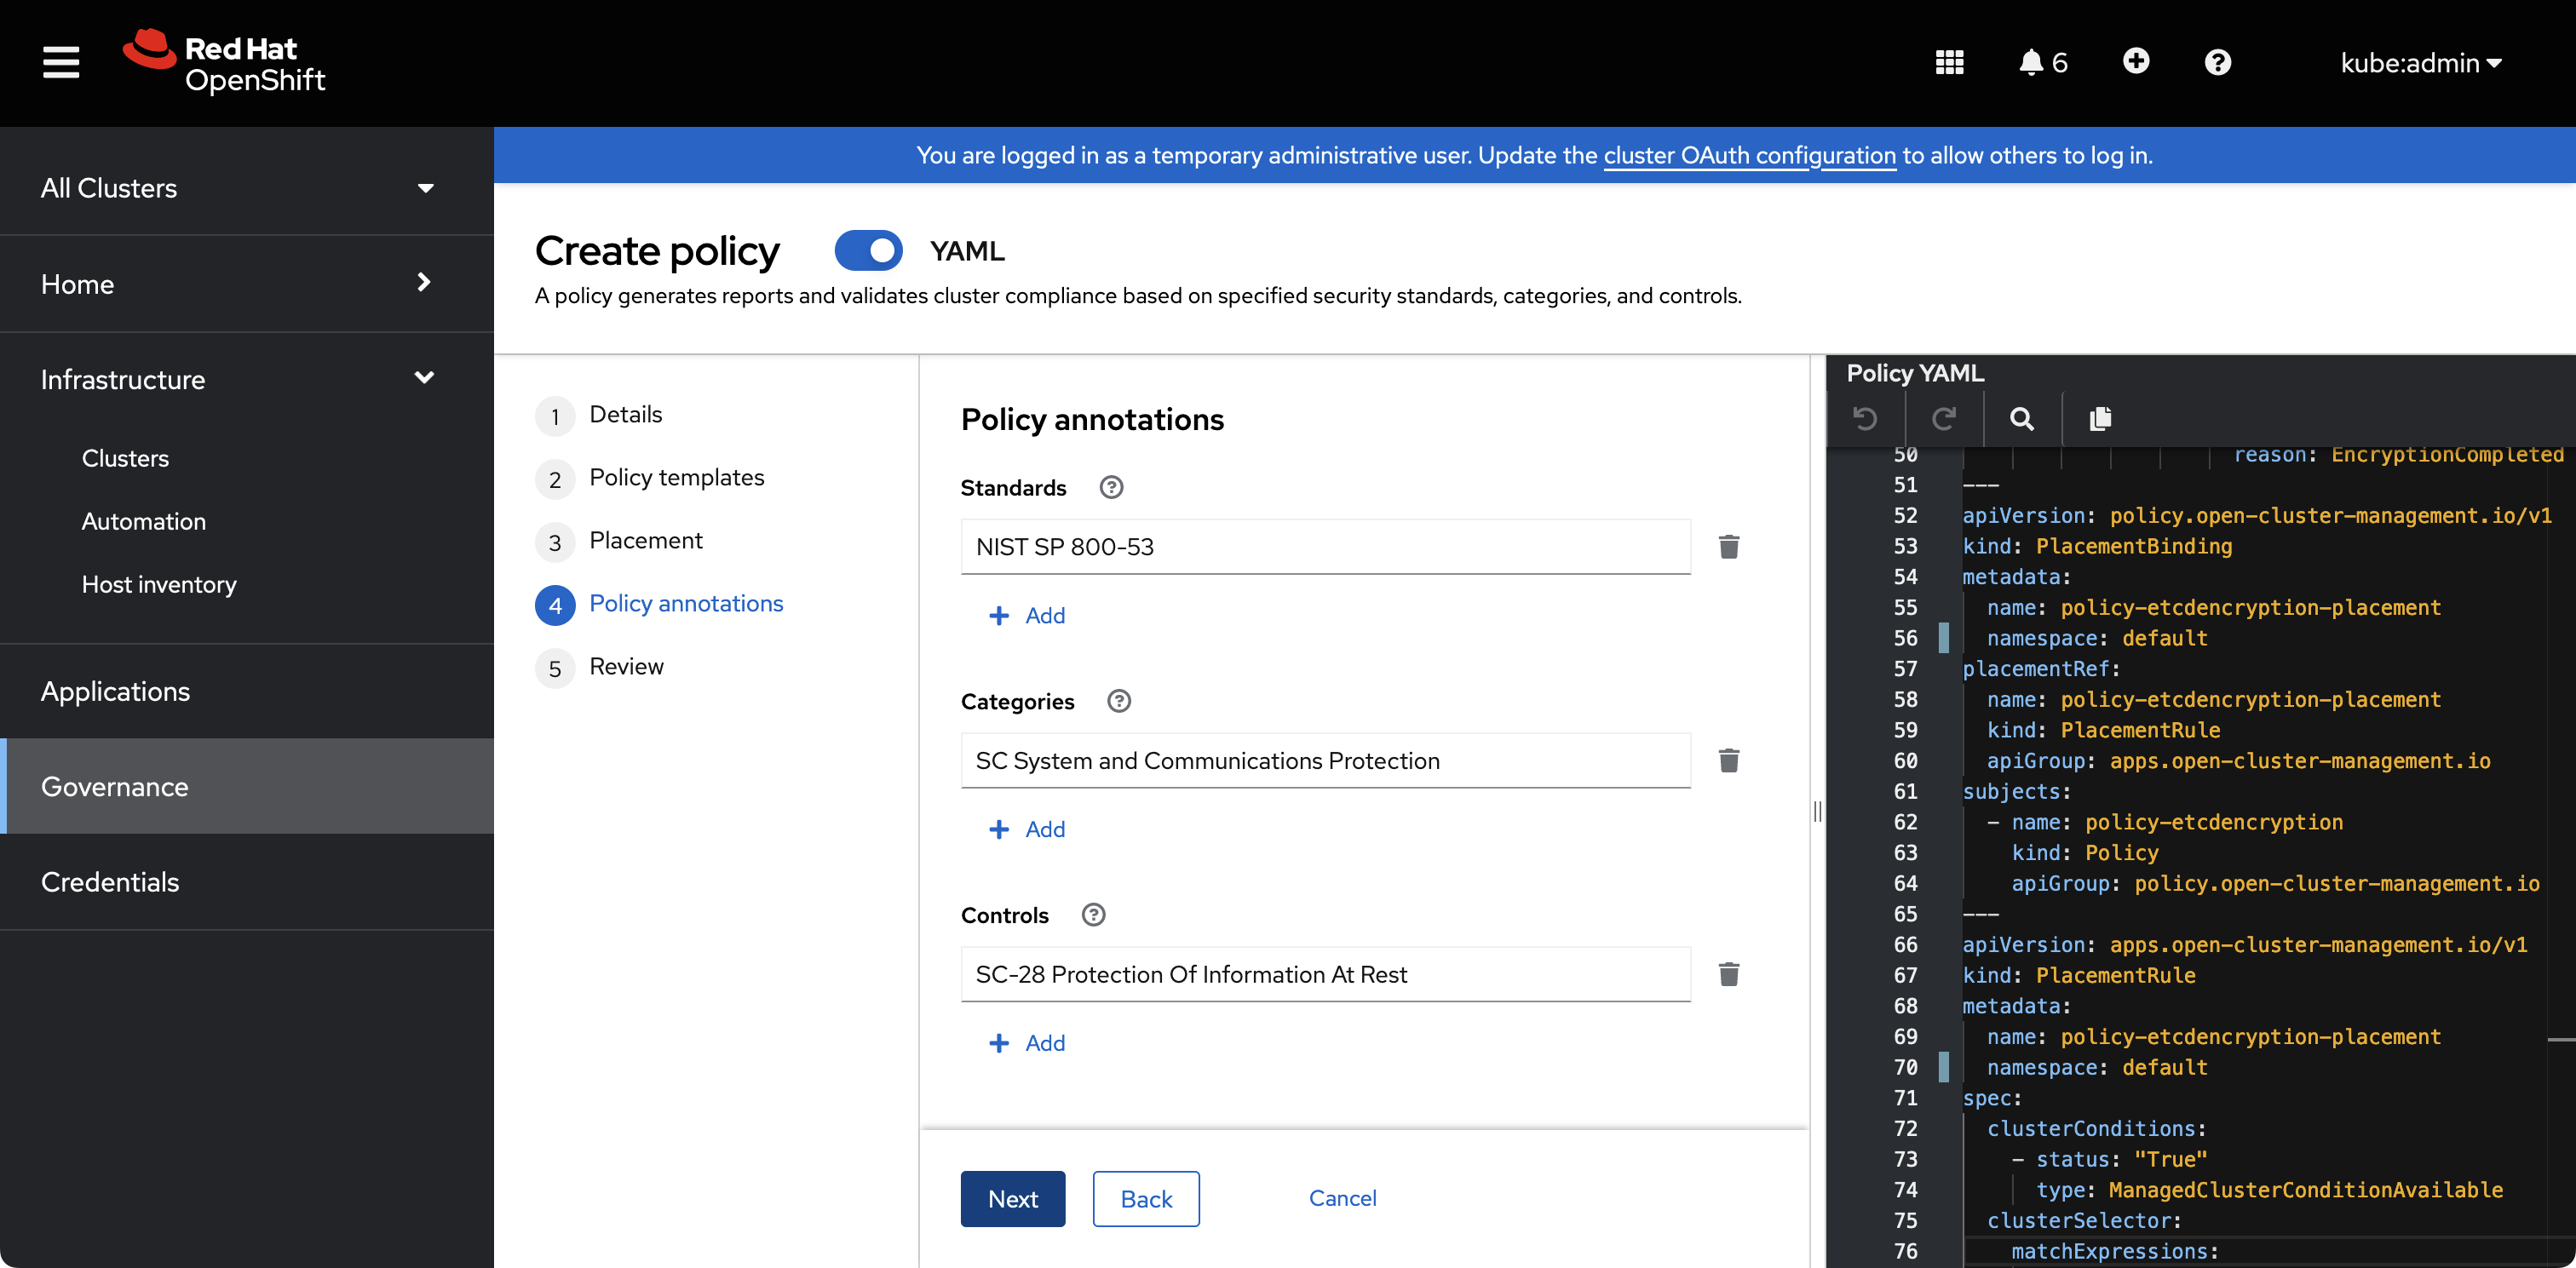 Red Hat
OpenShift
6
kube:admin
All Clusters
Home
Infrastructure
Clusters
Automation
Host inventory
Applications
Governance
Credentials
You are logged in as a temporary administrative user. Update the cluster OAuth configuration to allow others to log in.
Create policy
YAML
A policy generates reports and validates cluster compliance based on specified security standards, categories, and controls.
1 Details
2 Policy templates
3 Placement
4 Policy annotations
5 Review
Policy annotations
Standards
NIST SP 800-53
Add
Categories
SC System and Communications Protection
Add
Controls
SC-28 Protection Of Information At Rest
Add
Next
Back
Cancel
Policy YAML
50 reason: EncryptionCompleted
51 ---
52 apiVersion: policy.open-cluster-management.io/v1
53 kind: PlacementBinding
54 metadata:
55 name: policy-etcdencryption-placement
56 namespace: default
57 placementRef:
58 name: policy-etcdencryption-placement
59 kind: PlacementRule
60 apiGroup: apps.open-cluster-management.io
61 subjects:
62 - name: policy-etcdencryption
63 kind: Policy
64 apiGroup: policy.open-cluster-management.io
65 ---
66 apiVersion: apps.open-cluster-management.io/v1
67 kind: PlacementRule
68 metadata:
69 name: policy-etcdencryption-placement
70 namespace: default
71 spec:
72 clusterConditions:
73 - status: "True"
74 type: ManagedClusterConditionAvailable
75 clusterSelector:
76 matchExpressions: